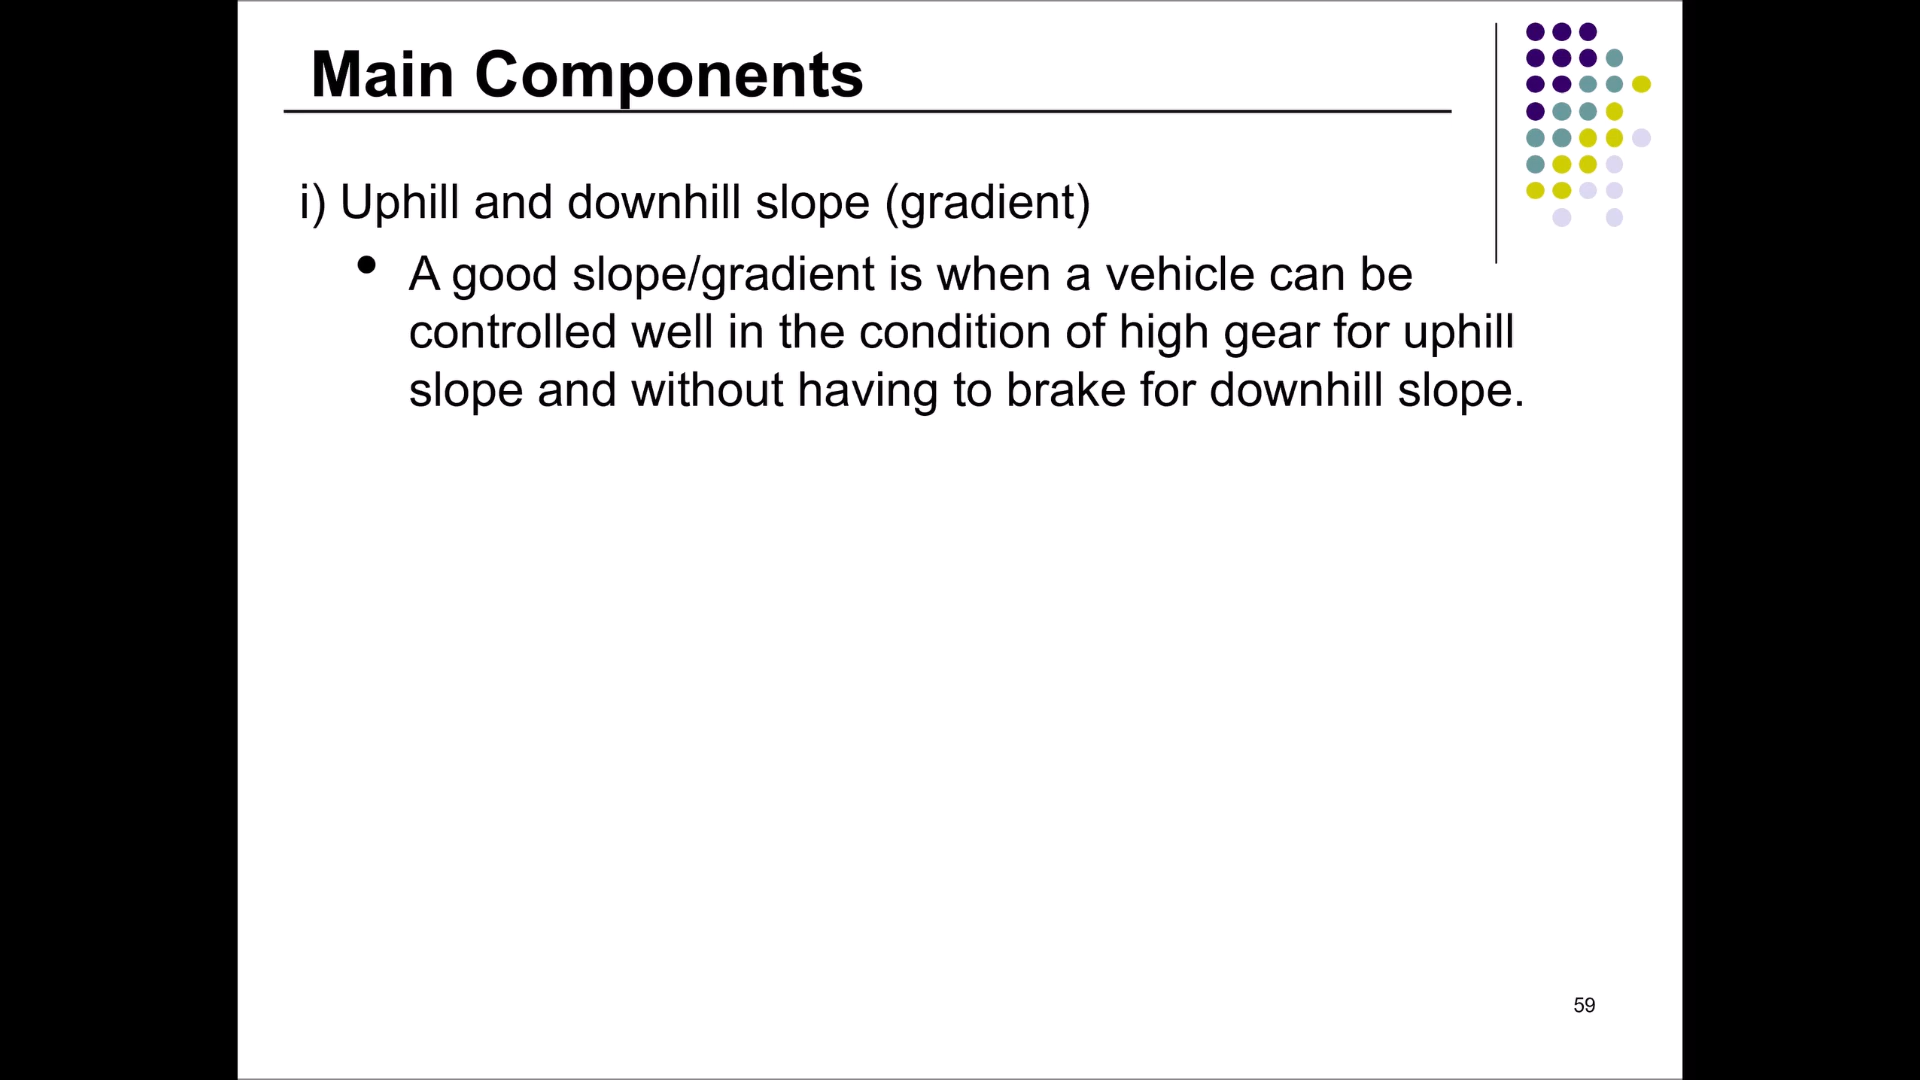 Main Components
i) Uphill and downhill slope (gradient)
• A good slope/gradient is when a vehicle can be
controlled well in the condition of high gear for uphill
slope and without having to brake for downhill slope.
59